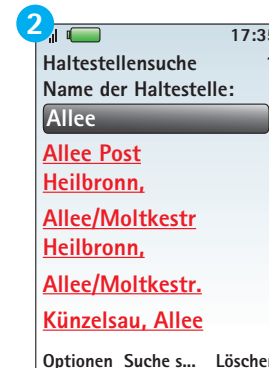 2
17:35
Haltestellensuche
Name der Haltestelle:
Allee
Allee Post
Heilbronn,
Allee/Moltkestr
Heilbronn,
Allee/Moltkestr.
Künzelsau, Allee
Optionen Suche s... Löschen